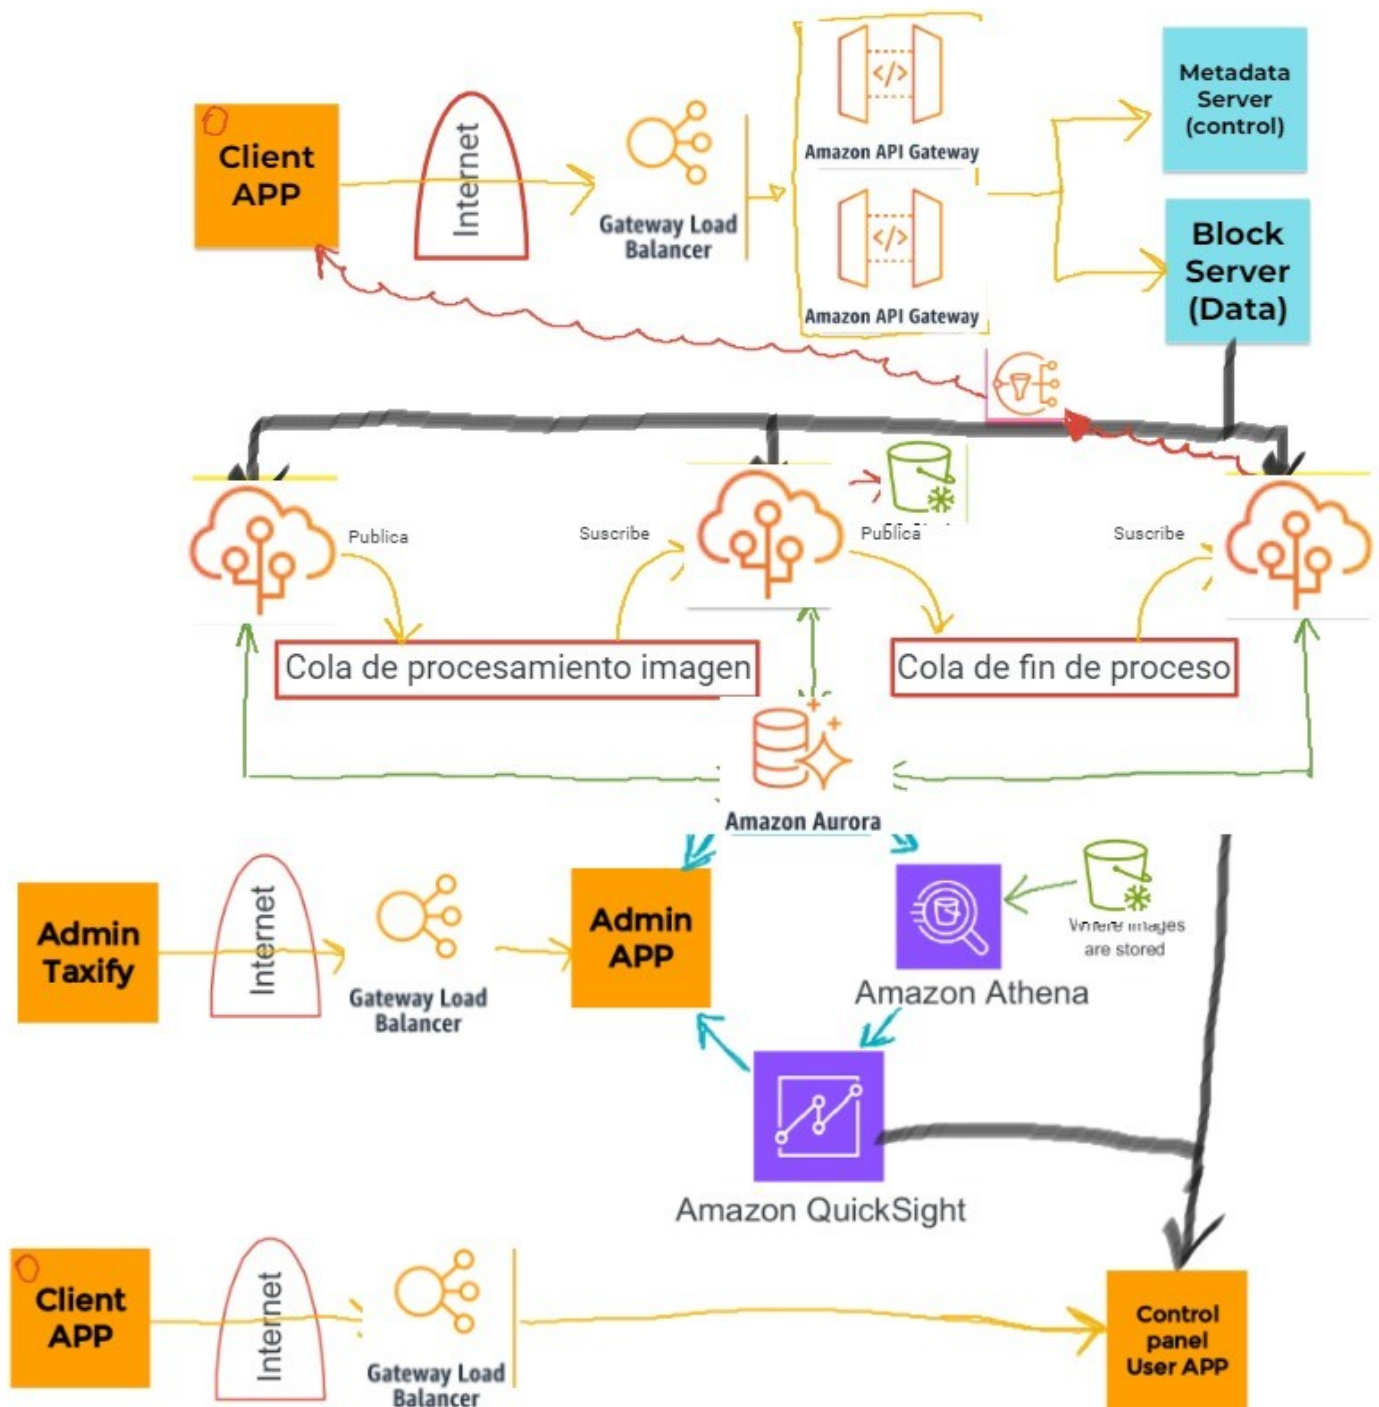 Client
APP
Internet
Gateway Load
Balancer
Amazon API Gateway
Amazon API Gateway
Metadata
Server
(control)
Block
Server
(Data)
Publica
Suscribe
Publica
Suscribe
Cola de procesamiento imagen
Cola de fin de proceso
Amazon Aurora
Admin
Taxify
Internet
Gateway Load
Balancer
Admin
APP
Where images
are stored
Amazon Athena
Amazon QuickSight
Client
APP
Internet
Gateway Load
Balancer
Control
panel
User APP